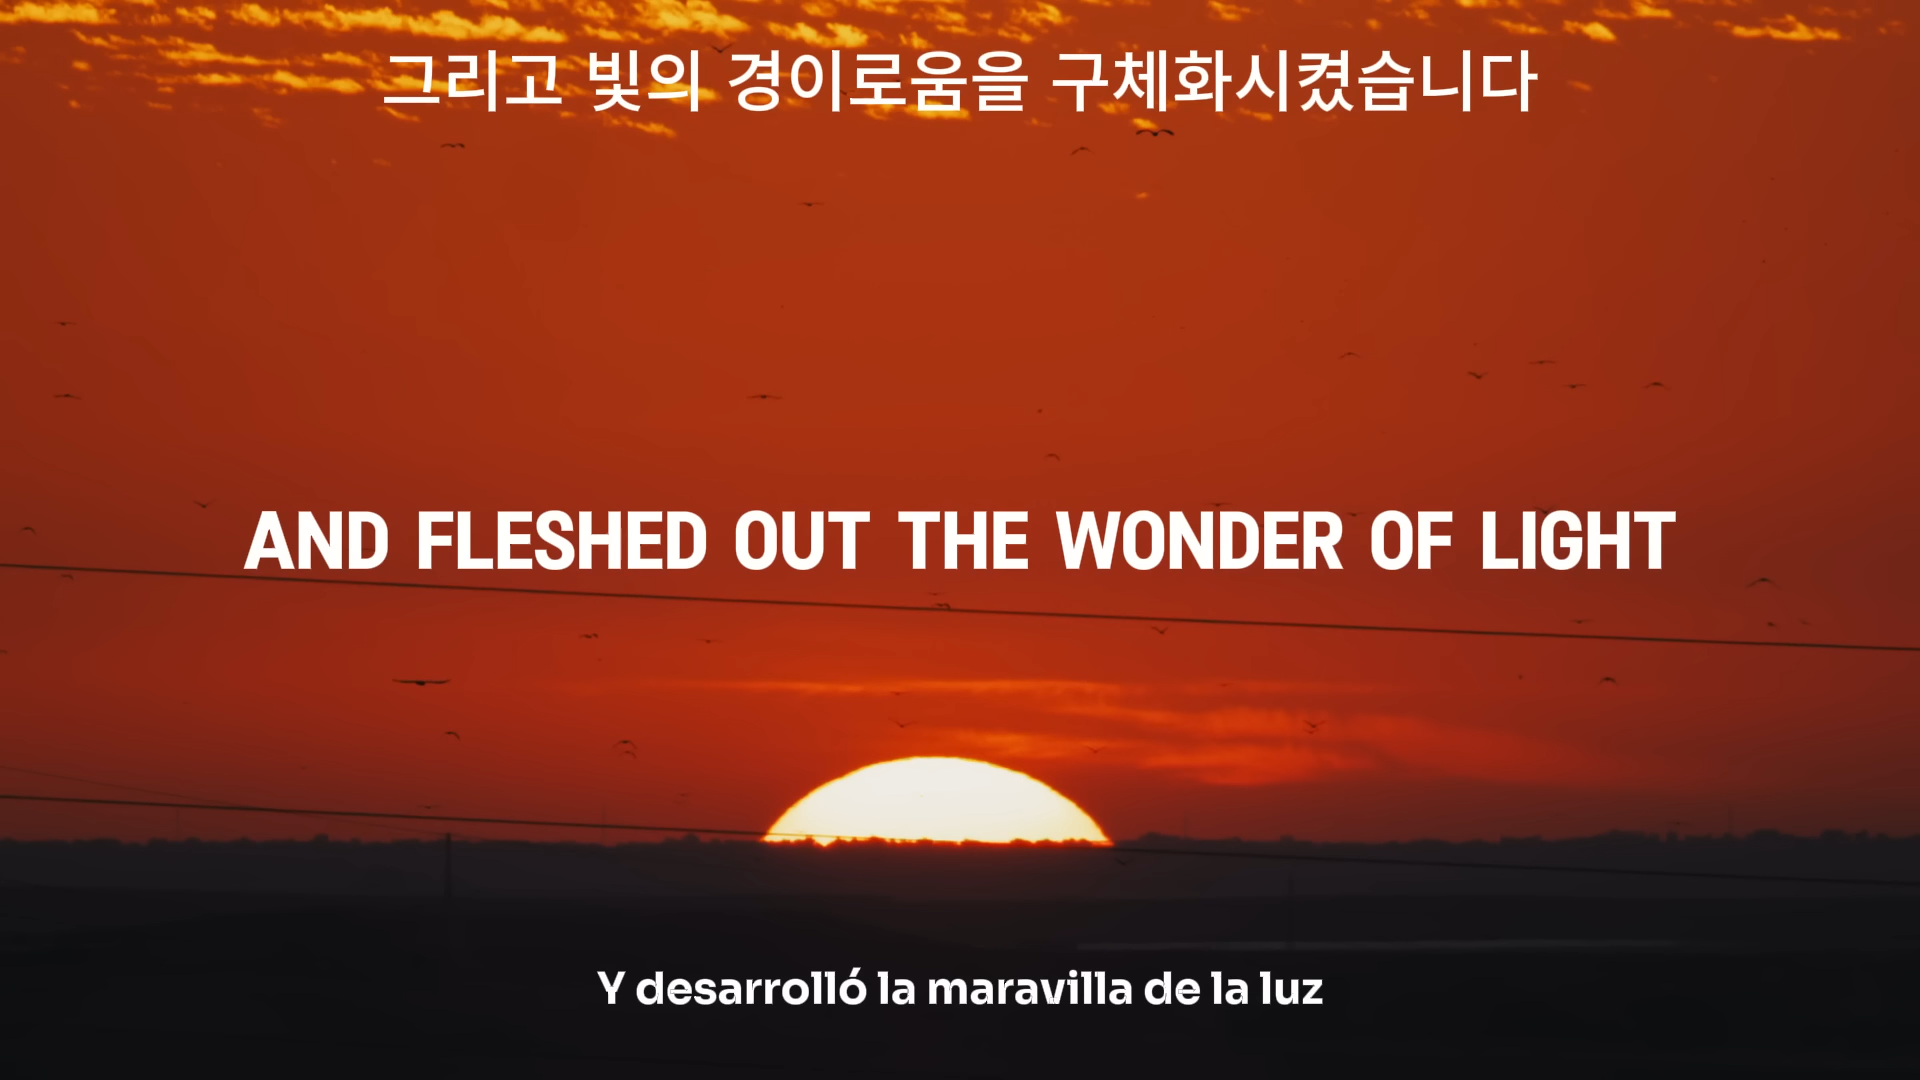 그리고 빛의 경이로움을 구체화시켰습니다
AND FLESHED OUT THE WONDER OF LIGHT
Y desarrolló la maravilla de la luz